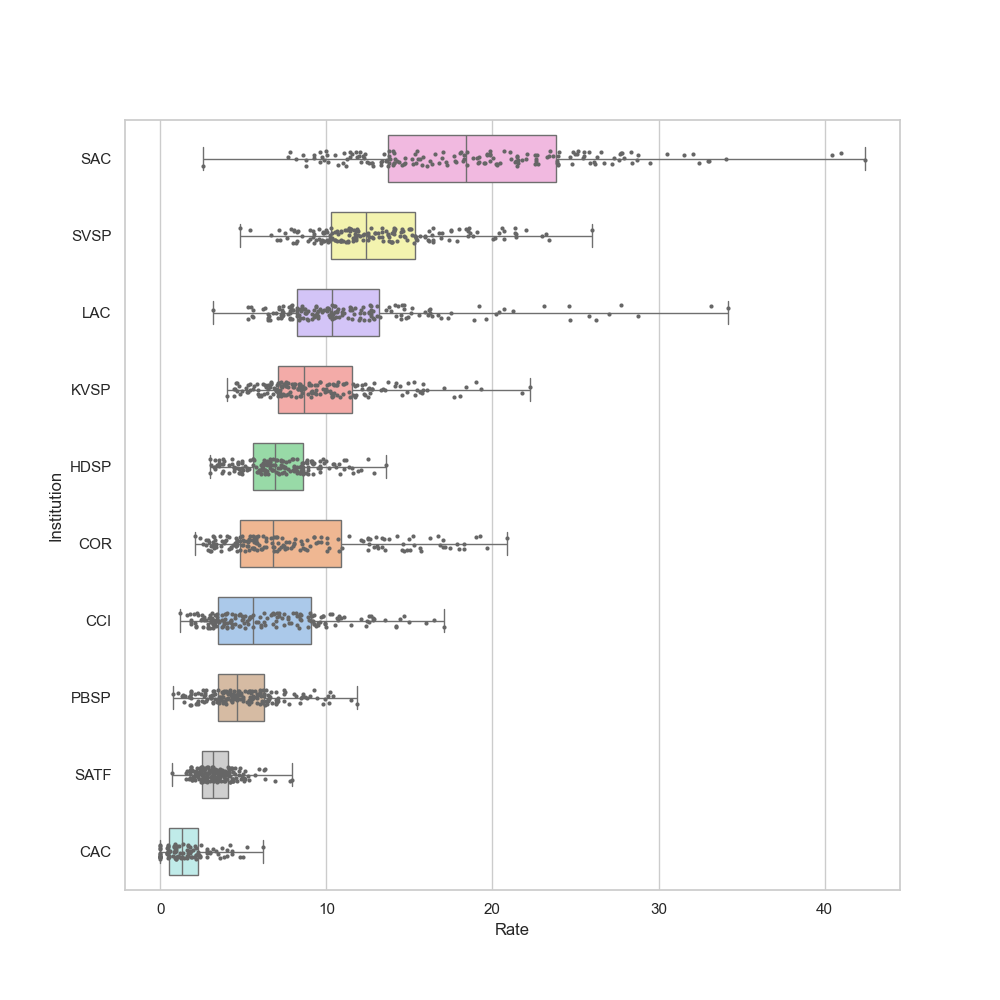 SAC
SVSP
LAC
KVSP
HDSP
COR
CCI
PBSP
SATF
CAC
Institution
0 10 20 30 40
Rate